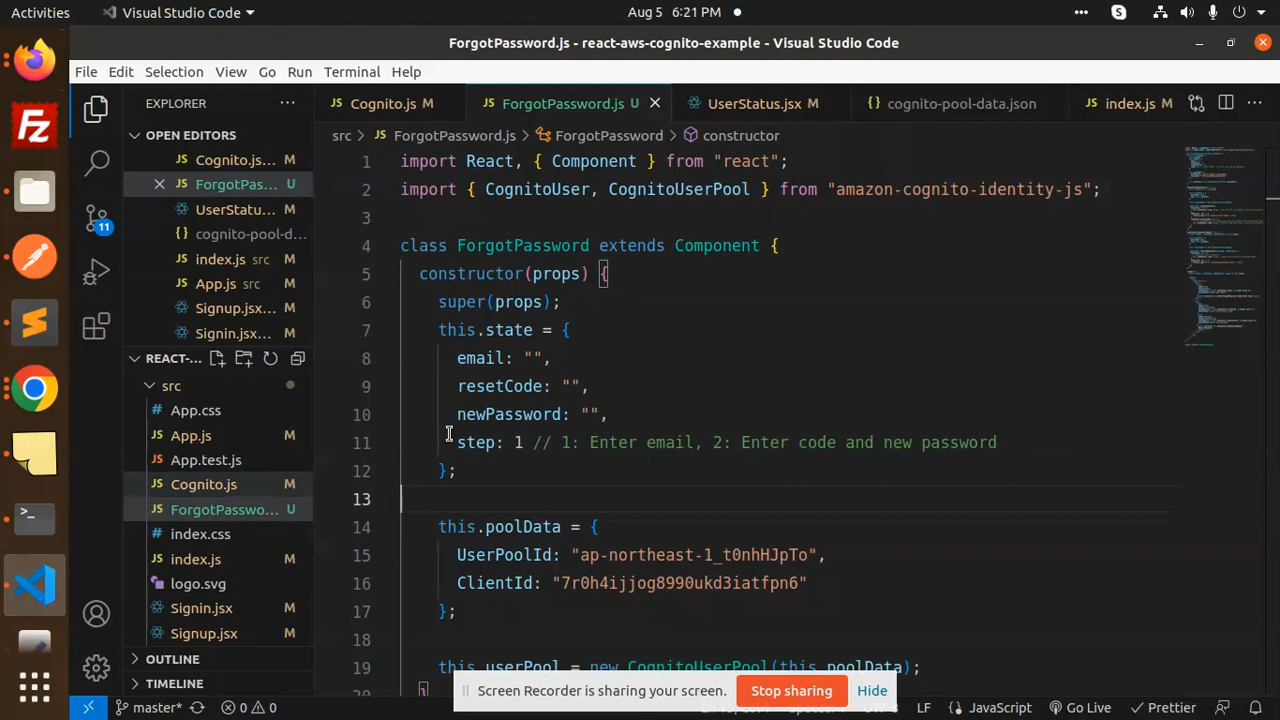 Activities
Visual Studio Code
Aug 5 6:21 PM
ForgotPassword.js - react-aws-cognito-example - Visual Studio Code
File Edit Selection View Go Run Terminal Help
EXPLORER
Cognito.js M
ForgotPassword.js U
UserStatus.jsx M
cognito-pool-data.json
index.js M
OPEN EDITORS
src > ForgotPassword.js > ForgotPassword > constructor
Cognito.js... M
ForgotPas... U
UserStatu... M
cognito-pool-d...
index.js src M
App.js src M
Signup.jsx... M
Signin.jsx... M
REACT-...
src
App.css
App.js M
App.test.js
Cognito.js M
ForgotPasswo... U
index.css
index.js M
logo.svg
Signin.jsx M
Signup.jsx M
OUTLINE
TIMELINE
11
1 import React, { Component } from "react";
2 import { CognitoUser, CognitoUserPool } from "amazon-cognito-identity-js";
3
4 class ForgotPassword extends Component {
5 constructor(props) {
6 super(props);
7 this.state = {
8 email: "",
9 resetCode: "",
10 newPassword: "",
11 step: 1 // 1: Enter email, 2: Enter code and new password
12 };
13
14 this.poolData = {
15 UserPoolId: "ap-northeast-1_t0nhHJpTo",
16 ClientId: "7r0h4ijjog8990ukd3iatfpn6"
17 };
18
19 this.userPool = new CognitoUserPool(this.poolData);
20 }
Screen Recorder is sharing your screen. Stop sharing Hide
master* 0 0 LF JavaScript Go Live Prettier